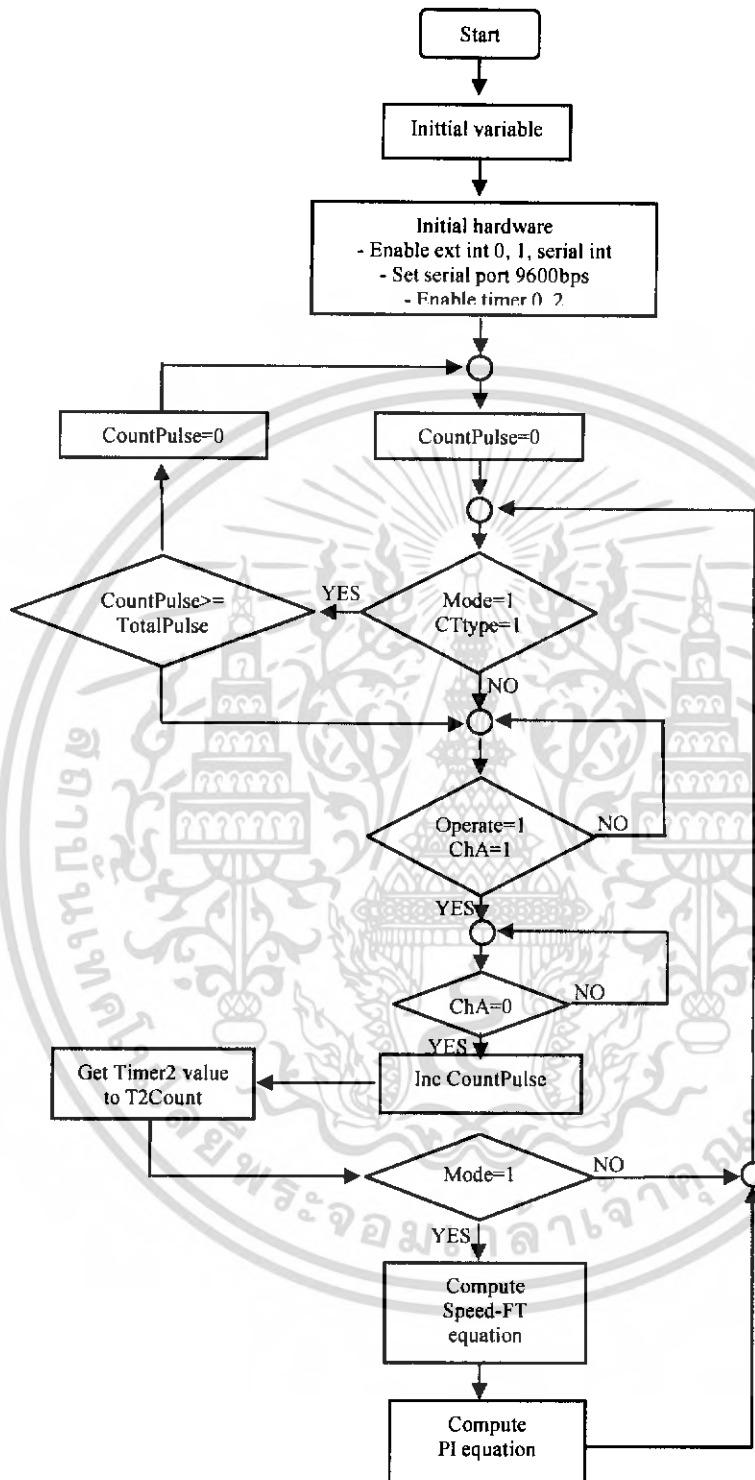 Start
Inittial variable
Initial hardware
- Enable ext int 0, 1, serial int
- Set serial port 9600bps
- Enable timer 0, 2
CountPulse=0
CountPulse=0
CountPulse>=
TotalPulse
YES
Mode=1
CTtype=1
NO
Operate=1
ChA=1
NO
YES
ChA=0
NO
YES
Get Timer2 value
to T2Count
Inc CountPulse
Mode=1
NO
YES
Compute
Speed-FT
equation
Compute
PI equation